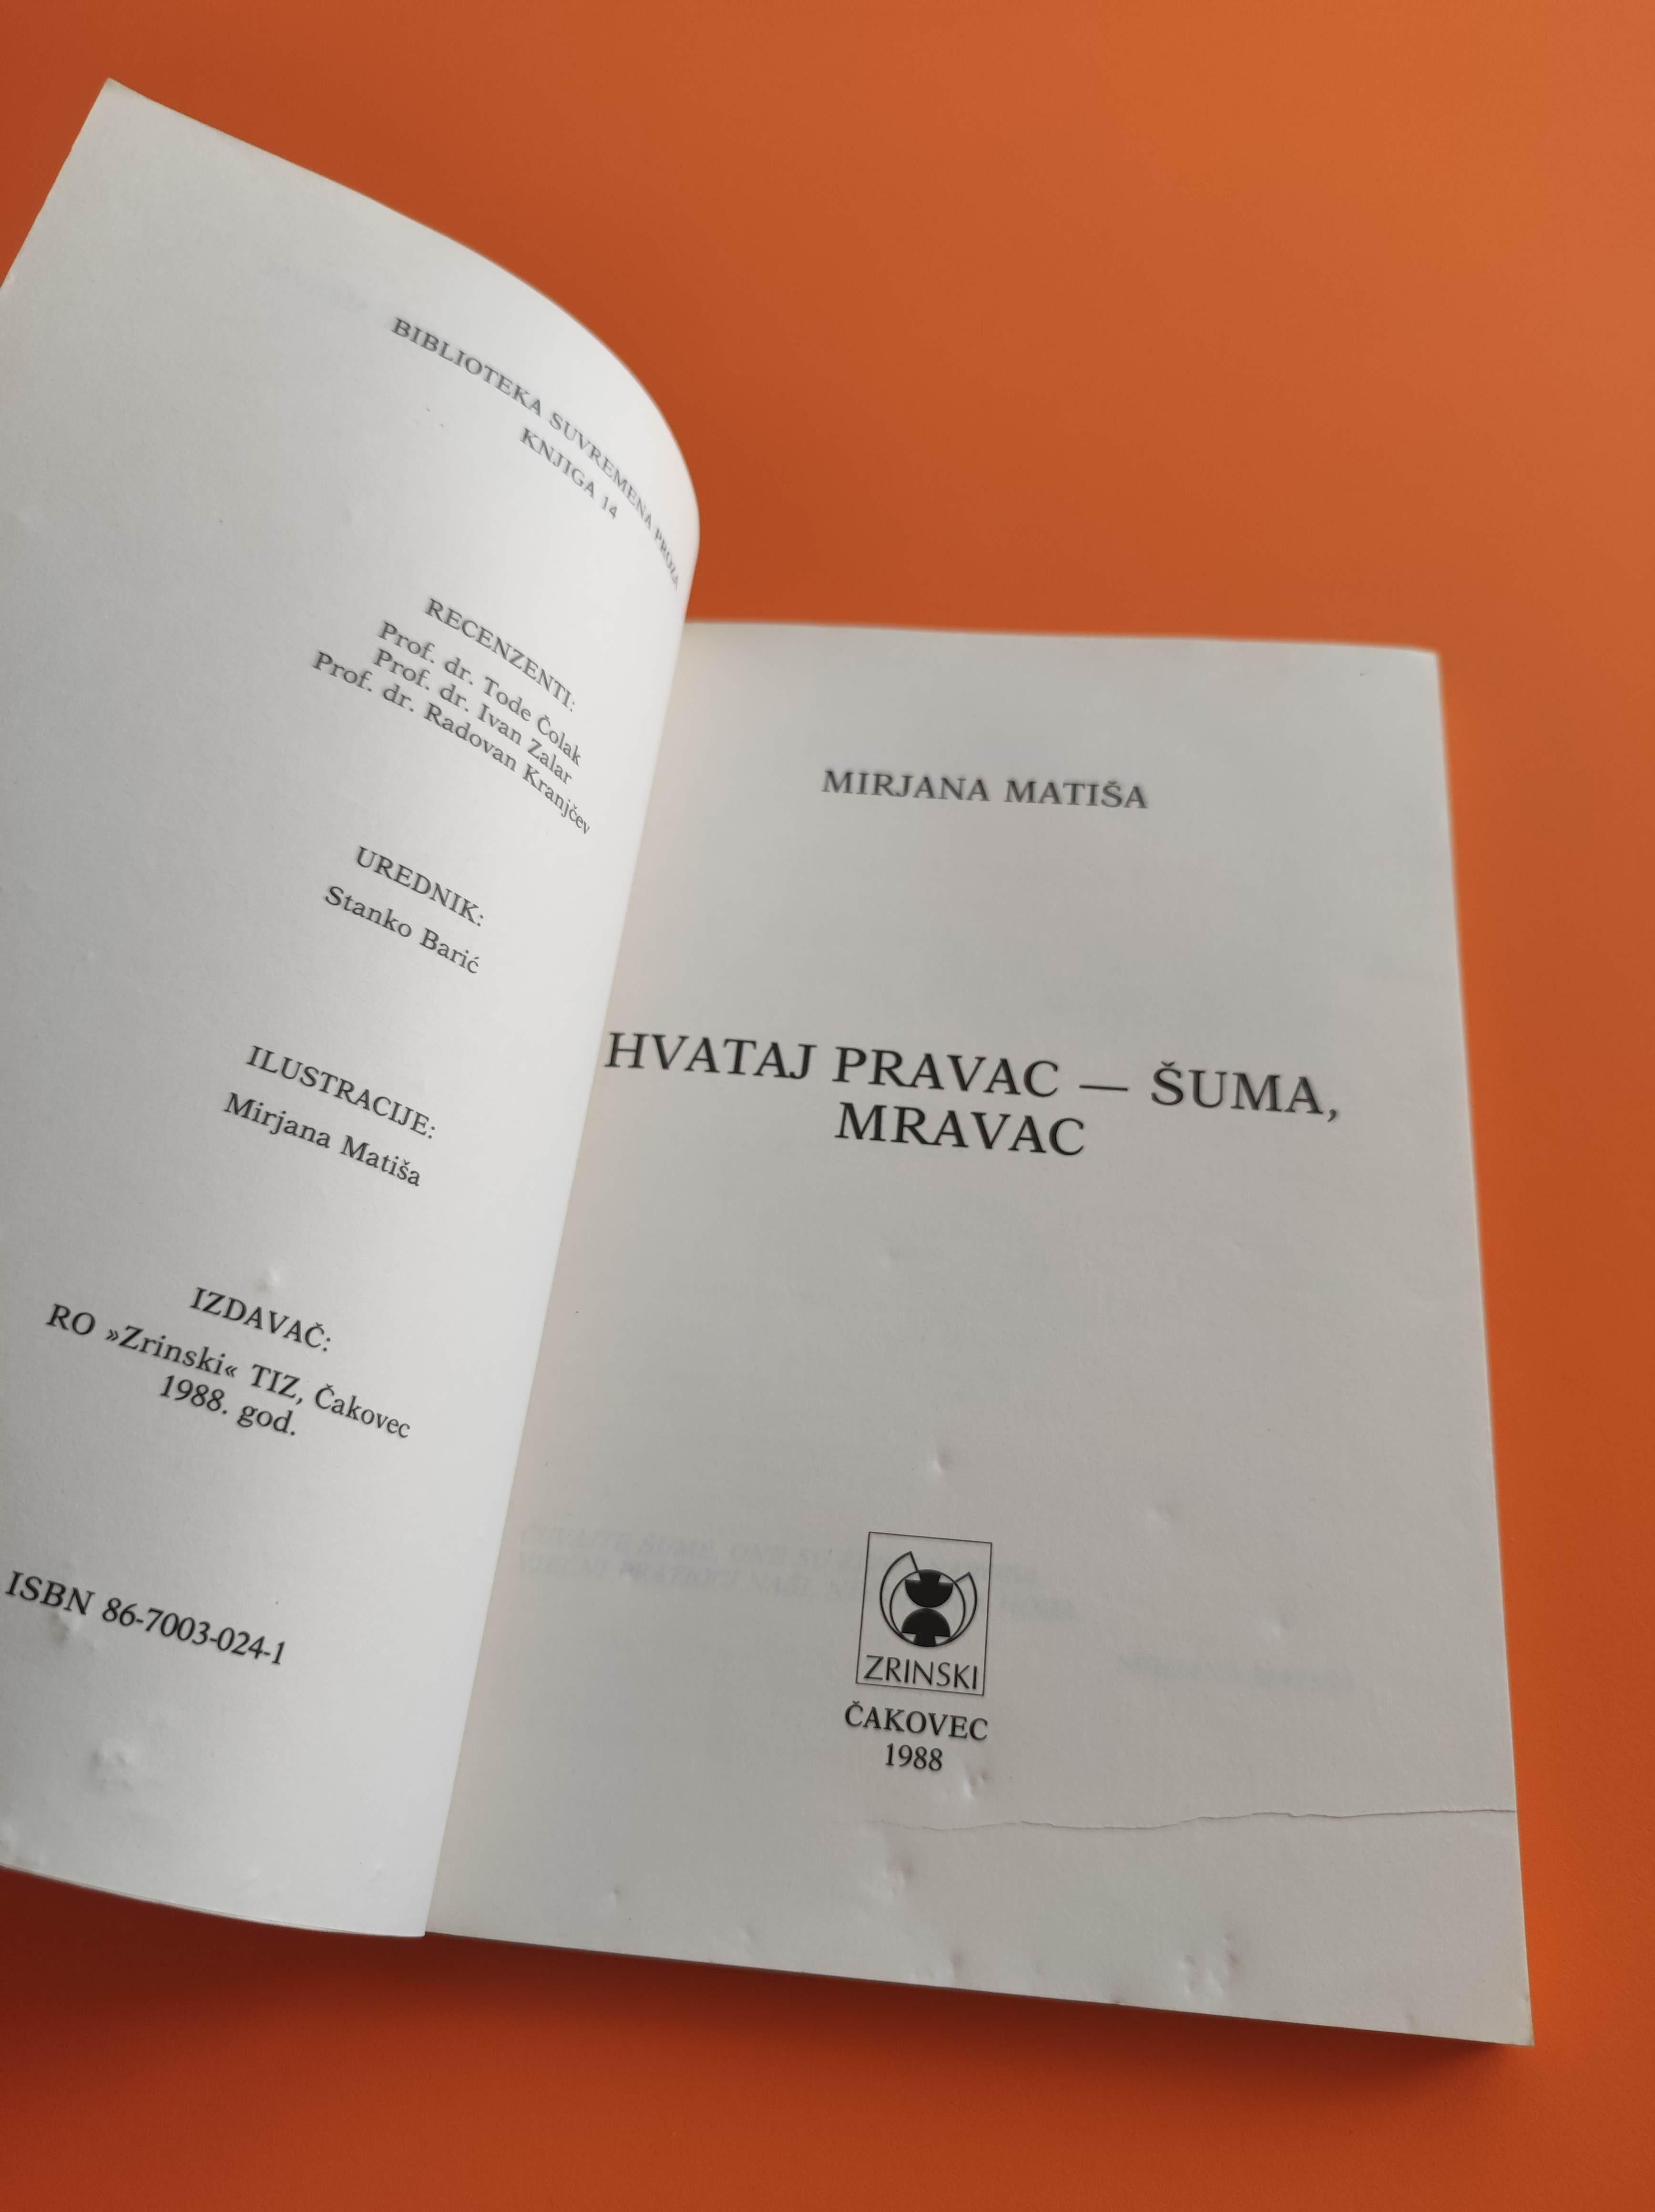 BIBLIOTEKA SUVREMENA PROZA
KNJIGA 14
RECENZENTI:
Prof. dr. Tode Čolak
Prof. dr. Ivan Zalar
Prof. dr. Radovan Kranjčev
UREDNIK:
Stanko Barić
ILUSTRACIJE:
Mirjana Matiša
IZDAVAČ:
RO »Zrinski« TIZ, Čakovec
1988. god.
ISBN 86-7003-024-1
MIRJANA MATIŠA
HVATAJ PRAVAC — ŠUMA,
MRAVAC
ZRINSKI
ČAKOVEC
1988